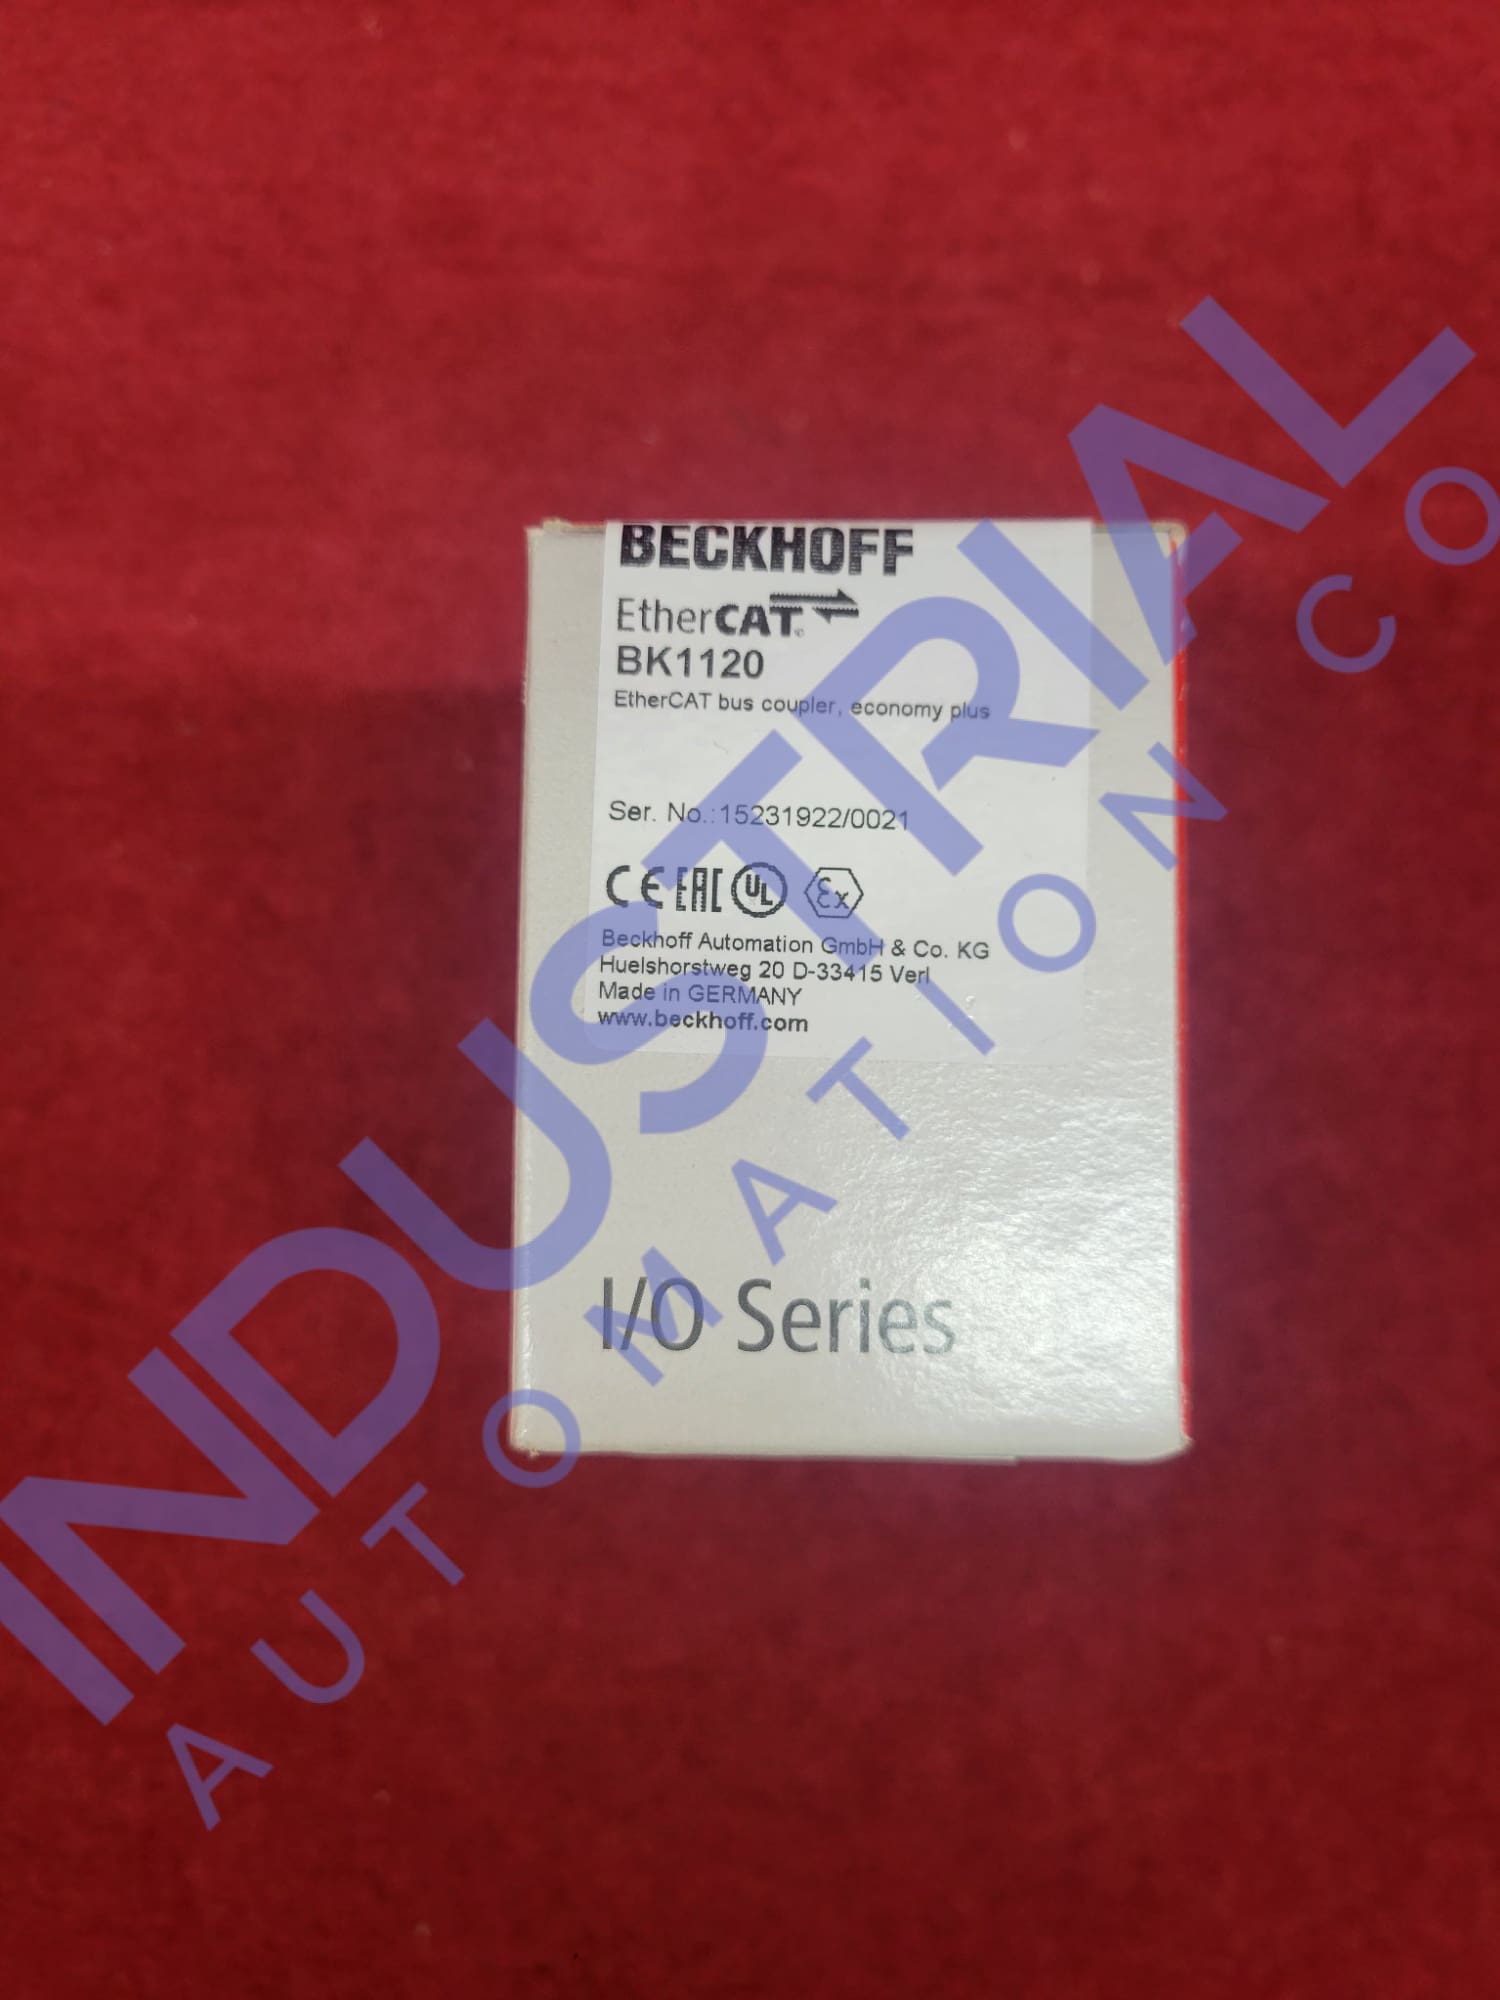 BECKHOFF
EtherCAT®
BK1120
EtherCAT bus coupler, economy plus
Ser. No.:15231922/0021
CE EAC UL Ex
Beckhoff Automation GmbH & Co. KG
Huelshorstweg 20 D-33415 Verl
Made in GERMANY
www.beckhoff.com
I/O Series
INDUSTRIAL
AUTOMATION CO